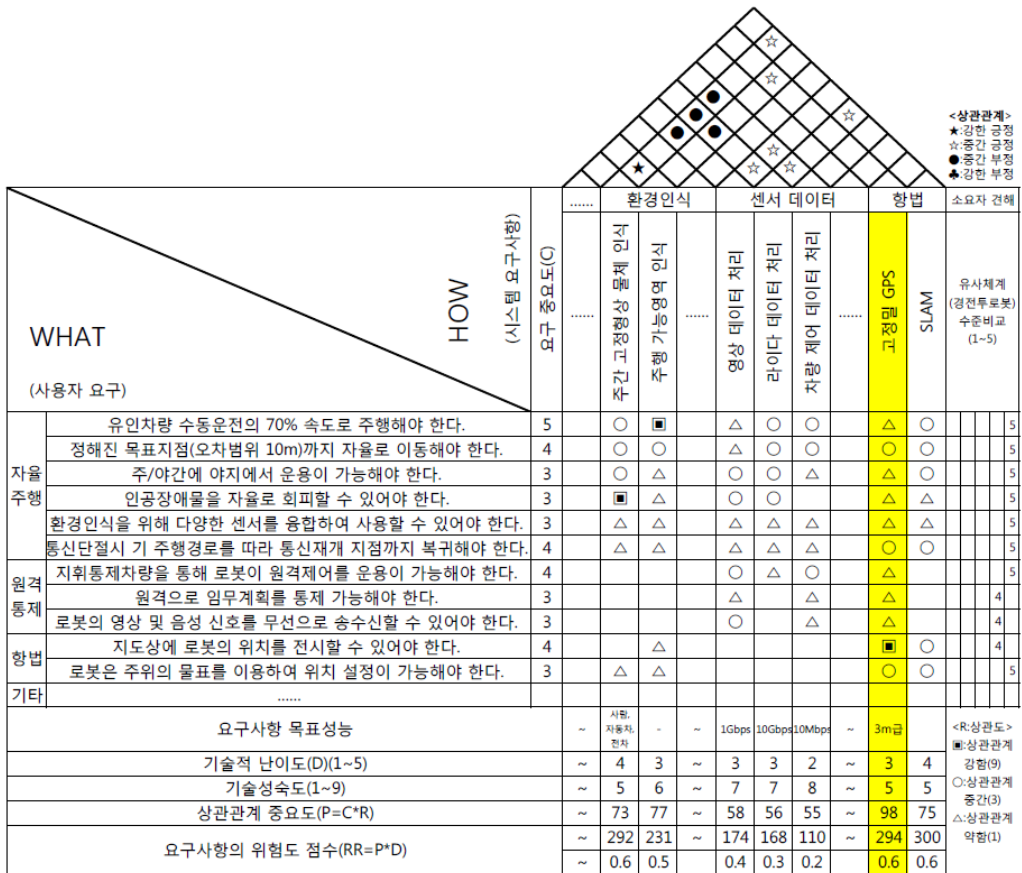 <상관관계>
★:강한 긍정
☆:중간 긍정
●:중간 부정
♣:강한 부정
WHAT
(사용자 요구)
HOW
(시스템 요구사항)
요구 중요도(C)
...... 환경인식 센서 데이터 항법 소요자 견해
......
주간 고정형상 물체 인식
주행 가능영역 인식
......
영상 데이터 처리
라이다 데이터 처리
차량 제어 데이터 처리
......
고정밀 GPS
SLAM
유사체계
(경전투로봇)
수준비교
(1~5)
자율
주행
유인차량 수동운전의 70% 속도로 주행해야 한다. 5 ○ ▣ △ ○ ○ △ ○ 5
정해진 목표지점(오차범위 10m)까지 자율로 이동해야 한다. 4 ○ ○ △ ○ ○ ○ ○ 5
주/야간에 야지에서 운용이 가능해야 한다. 3 ○ △ ○ ○ △ △ ○ 5
인공장애물을 자율로 회피할 수 있어야 한다. 3 ▣ △ ○ ○ △ △ 5
환경인식을 위해 다양한 센서를 융합하여 사용할 수 있어야 한다. 3 △ △ △ △ △ △ △ 5
통신단절시 기 주행경로를 따라 통신재개 지점까지 복귀해야 한다. 4 △ △ △ △ △ ○ ○ 5
원격
통제
지휘통제차량을 통해 로봇이 원격제어를 운용이 가능해야 한다. 4 ○ △ ○ △ 5
원격으로 임무계획를 통제 가능해야 한다. 3 △ △ △ 4
로봇의 영상 및 음성 신호를 무선으로 송수신할 수 있어야 한다. 3 ○ △ △ 4
항법
지도상에 로봇의 위치를 전시할 수 있어야 한다. 4 △ ▣ ○ 4
로봇은 주위의 물표를 이용하여 위치 설정이 가능해야 한다. 3 △ △ ○ ○ 5
기타 ......
요구사항 목표성능 ~ 사람, 자동차, 전차 - ~ 1Gbps 10Gbps 10Mbps ~ 3m급
기술적 난이도(D)(1~5) ~ 4 3 ~ 3 3 2 ~ 3 4
기술성숙도(1~9) ~ 5 6 ~ 7 7 8 ~ 5 5
상관관계 중요도(P=C*R) ~ 73 77 ~ 58 56 55 ~ 98 75
요구사항의 위험도 점수(RR=P*D) ~ 292 231 ~ 174 168 110 ~ 294 300
~ 0.6 0.5 ~ 0.4 0.3 0.2 ~ 0.6 0.6
<R:상관도>
▣:상관관계
강함(9)
○:상관관계
중간(3)
△:상관관계
약함(1)